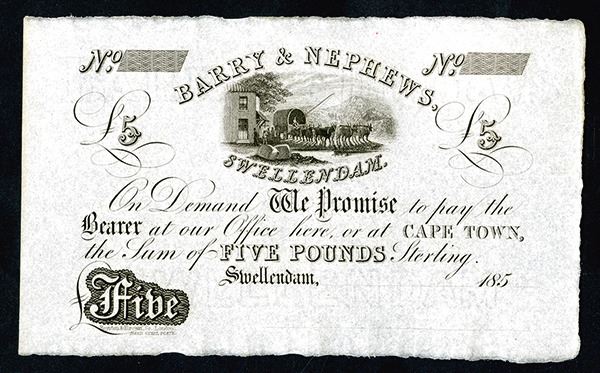 No.
No.
BARRY & NEPHEWS,
£5
£5
SWELLENDAM.
On Demand We Promise to pay the
Bearer at our Office here, or at CAPE TOWN,
the Sum of FIVE POUNDS Sterling.
Swellendam, 185
£Five